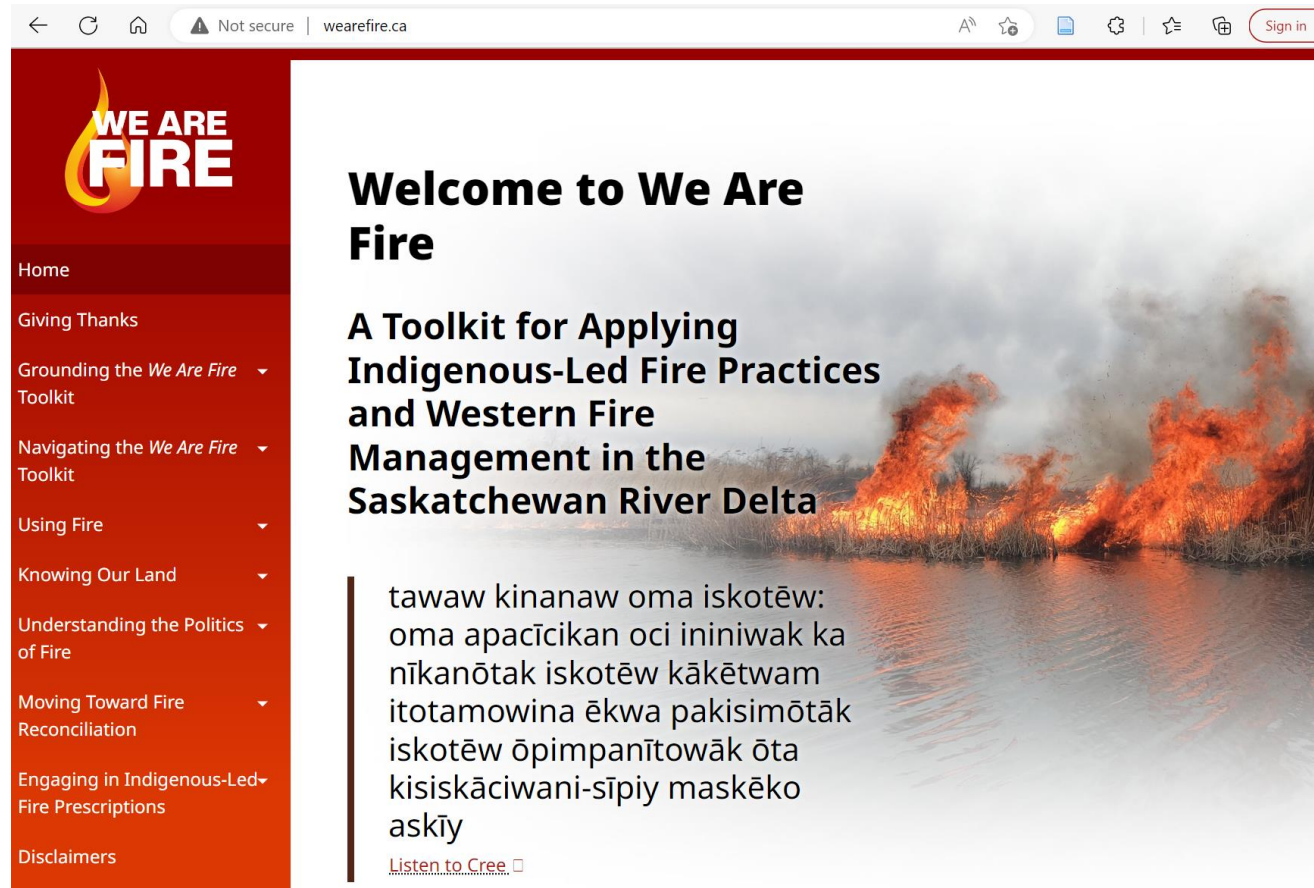 Not secure | wearefire.ca
Sign in
WE ARE
FIRE
Home
Giving Thanks
Grounding the We Are Fire
Toolkit
Navigating the We Are Fire
Toolkit
Using Fire
Knowing Our Land
Understanding the Politics
of Fire
Moving Toward Fire
Reconciliation
Engaging in Indigenous-Led
Fire Prescriptions
Disclaimers
Welcome to We Are
Fire
A Toolkit for Applying
Indigenous-Led Fire Practices
and Western Fire
Management in the
Saskatchewan River Delta
tawaw kinanaw oma iskotēw:
oma apacīcikan oci ininiwak ka
nīkanōtak iskotēw kākētwam
itotamowina ēkwa pakisimōtāk
iskotēw ōpimpanītowāk ōta
kisiskāciwani-sīpiy maskēko
askīy
Listen to Cree